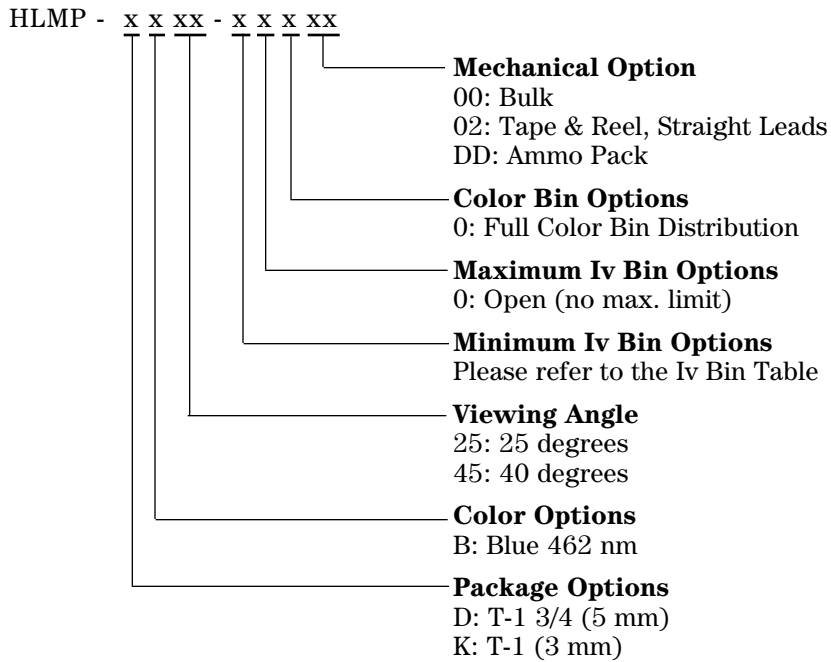 HLMP - x x xx - x x x xx
Mechanical Option
00: Bulk
02: Tape & Reel, Straight Leads
DD: Ammo Pack
Color Bin Options
0: Full Color Bin Distribution
Maximum Iv Bin Options
0: Open (no max. limit)
Minimum Iv Bin Options
Please refer to the Iv Bin Table
Viewing Angle
25: 25 degrees
45: 40 degrees
Color Options
B: Blue 462 nm
Package Options
D: T-1 3/4 (5 mm)
K: T-1 (3 mm)